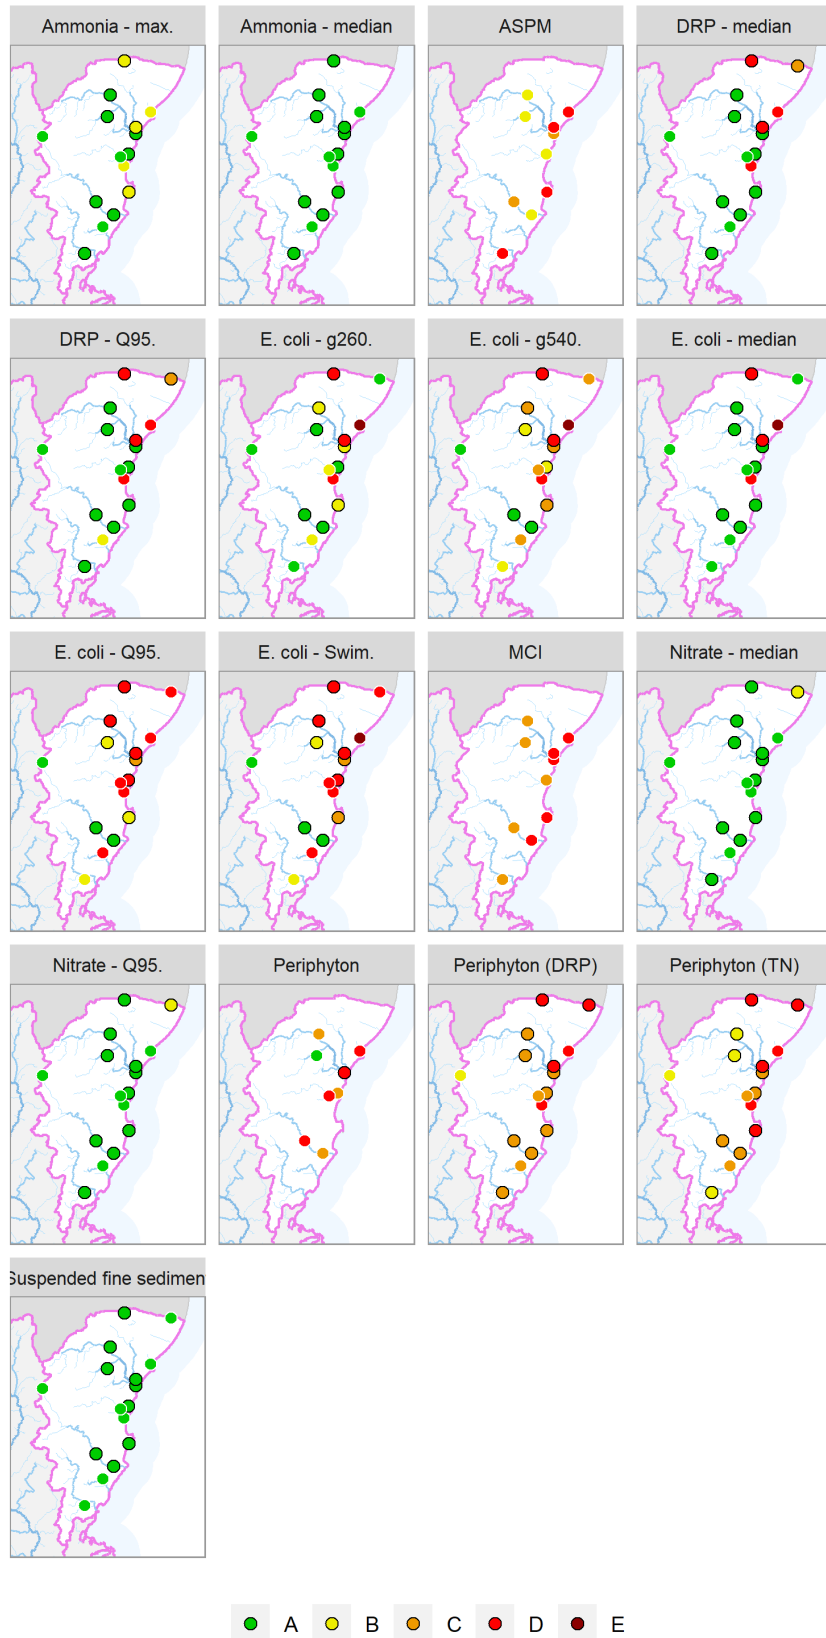 Ammonia - max.
Ammonia - median
ASPM
DRP - median
DRP - Q95.
E. coli - g260.
E. coli - g540.
E. coli - median
E. coli - Q95.
E. coli - Swim.
MCI
Nitrate - median
Nitrate - Q95.
Periphyton
Periphyton (DRP)
Periphyton (TN)
Suspended fine sedimen
A B C D E